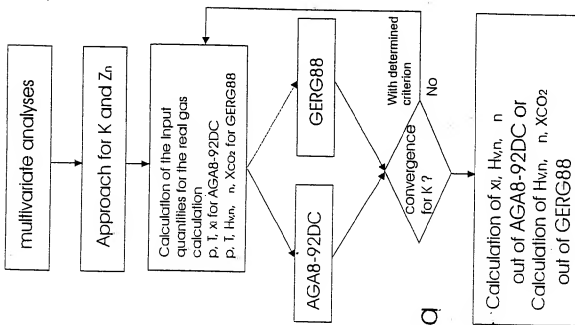 multivariate analyses
Approach for K and Zn
Calculation of the Input
quantities for the real gas
calculation
p, T, xi for AGA8-92DC
p, T, Hvn, n, XCO2 for GERG88
AGA8-92DC
GERG88
convergence
for K ?
With determined
criterion
No
Calculation of xi, Hv,n, n
out of AGA8-92DC or
Calculation of Hv,n, n, XCO2
out of GERG88